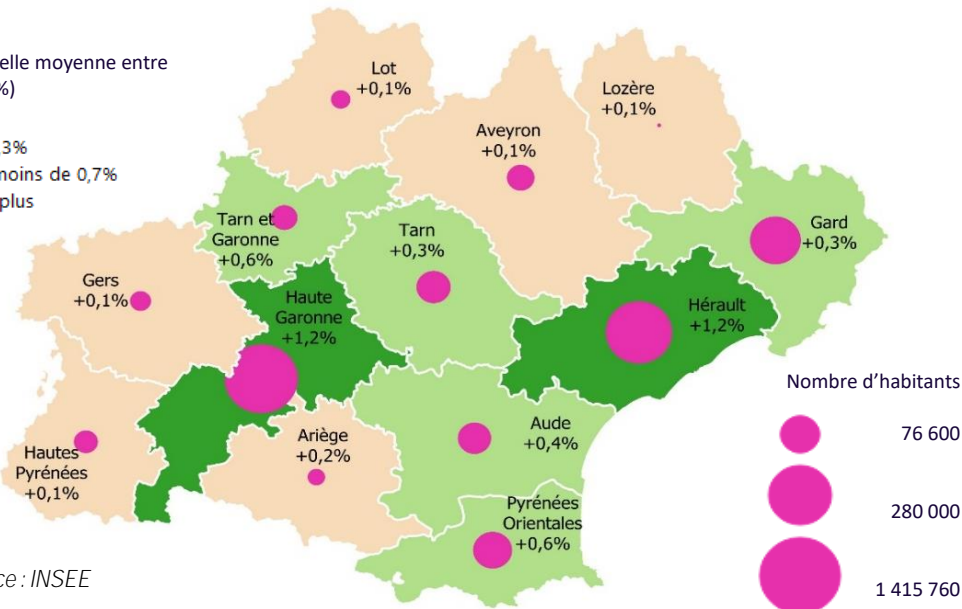 elle moyenne entre
%)
3%
moins de 0,7%
plus
Lot
+0,1%
Lozère
+0,1%
Aveyron
+0,1%
Tarn et
Garonne
+0,6%
Tarn
+0,3%
Gard
+0,3%
Gers
+0,1%
Haute
Garonne
+1,2%
Hérault
+1,2%
Hautes
Pyrénées
+0,1%
Ariège
+0,2%
Aude
+0,4%
Pyrénées
Orientales
+0,6%
Nombre d’habitants
76 600
280 000
1 415 760
ce : INSEE